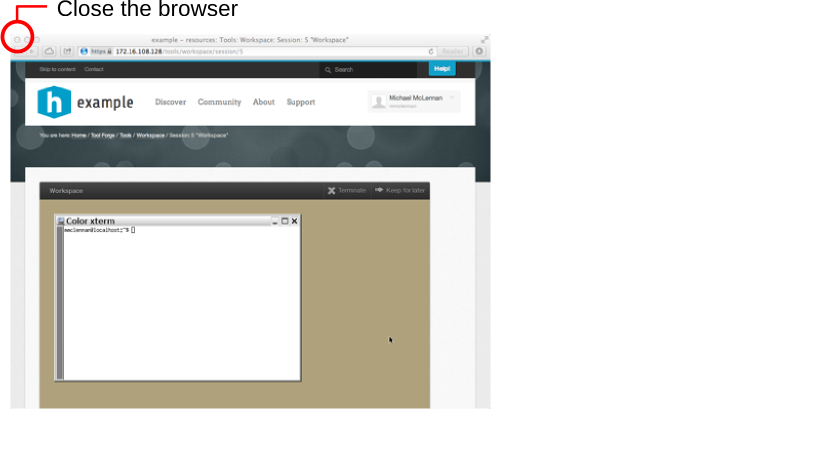 Close the browser
example – resources: Tools: Workspace: Session: 5 "Workspace"
https 172.16.108.128/tools/workspace/session/5 Reader
Skip to content Contact Search Help!
h example Discover Community About Support Michael McLennan
mmclennan
You are here: Home / Tool Forge / Tools / Workspace / Session: 5 "Workspace"
Workspace Terminate Keep for later
Color xterm
mmclennan@localhost:~$